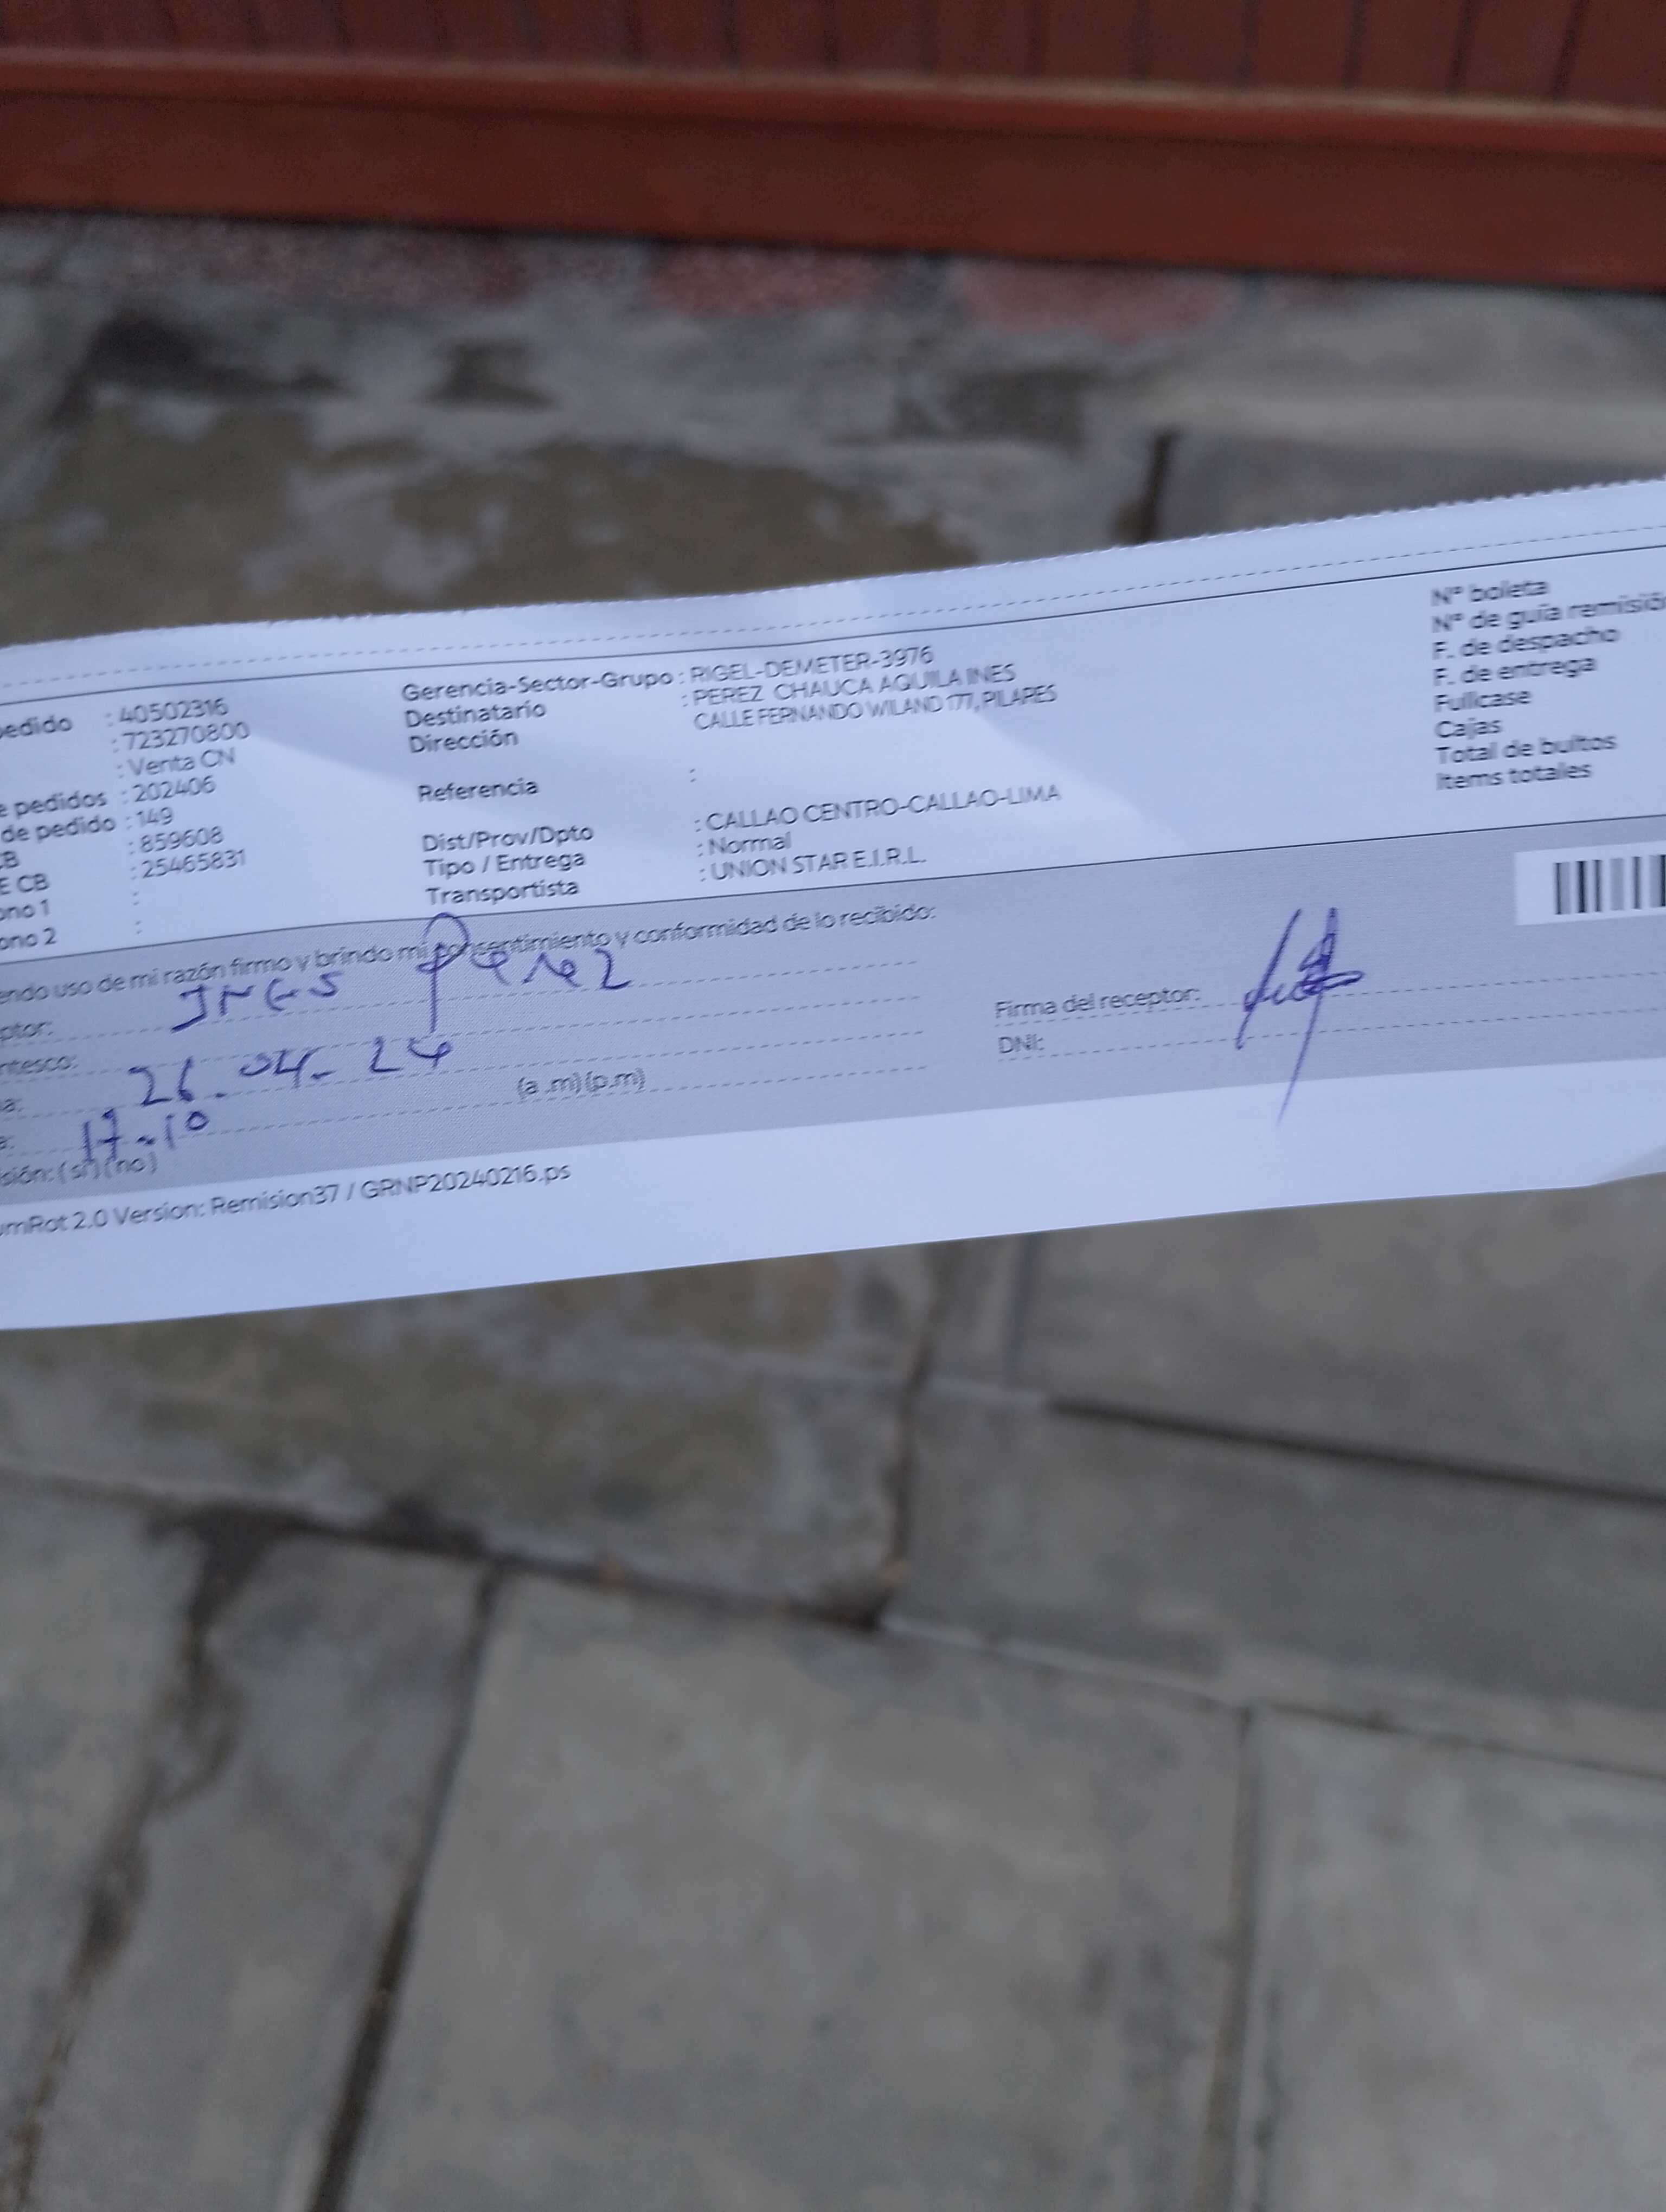 edido : 40502316
: 723270800
: Venta CN
e pedidos : 202406
de pedido : 149
CB : 859608
E CB : 25465831
ono 1 :
ono 2 :
Gerencia-Sector-Grupo : RIGEL-DEMETER-3976
Destinatario : PEREZ CHAUCA AQUILA INES
Dirección CALLE FERNANDO WILAND 177, PILARES
Referencia :
Dist/Prov/Dpto : CALLAO CENTRO-CALLAO-LIMA
Tipo / Entrega : Normal
Transportista : UNION STAR E.I.R.L.
Nº boleta
Nº de guía remisión
F. de despacho
F. de entrega
Fullcase
Cajas
Total de bultos
Items totales
endo uso de mi razón firmo y brindo mi consentimiento y conformidad de lo recibido:
ptor: INES Perez
ntesco:
a: 26.04-24
a: 17-10 (a .m) (p.m)
sión: (si) (no)
Firma del receptor:
DNI:
umRot 2.0 Version: Remision37 / GRNP20240216.ps